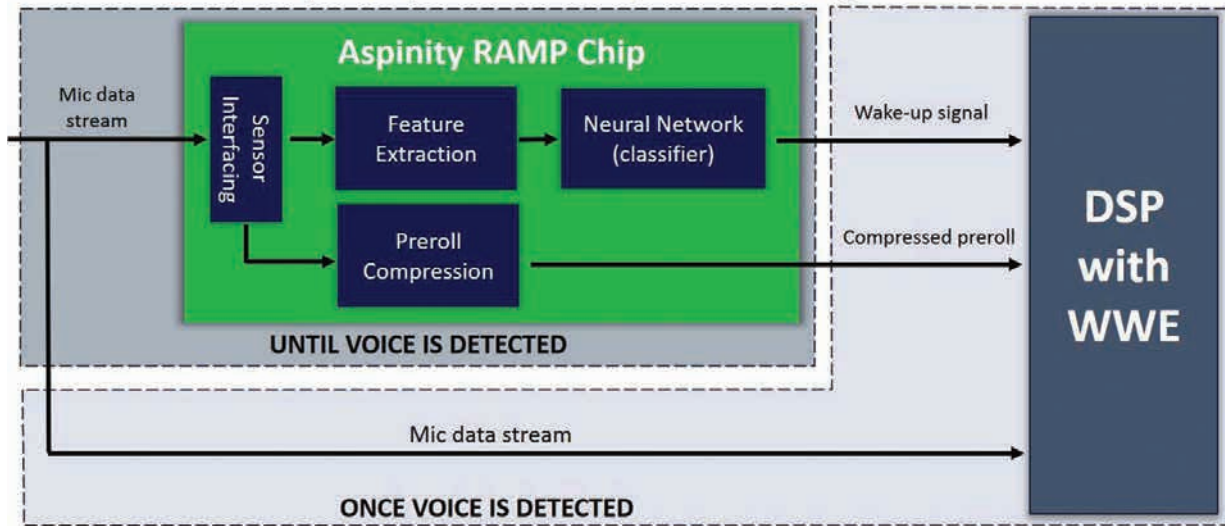 Aspinity RAMP Chip
Mic data
stream
Sensor
Interfacing
Feature
Extraction
Neural Network
(classifier)
Wake-up signal
Preroll
Compression
Compressed preroll
DSP
with
WWE
UNTIL VOICE IS DETECTED
Mic data stream
ONCE VOICE IS DETECTED